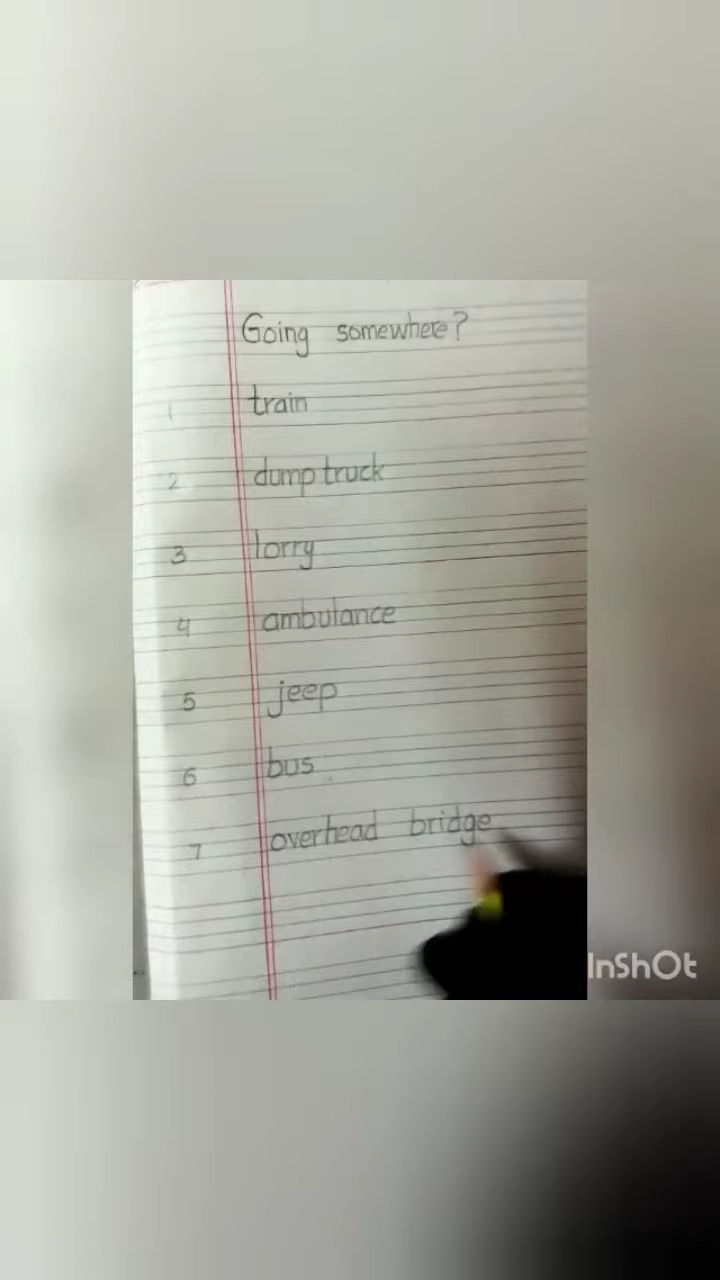 Going somewhere?
1 train
2 dump truck
3 lorry
4 ambulance
5 jeep
6 bus
7 overhead bridge
InShOt